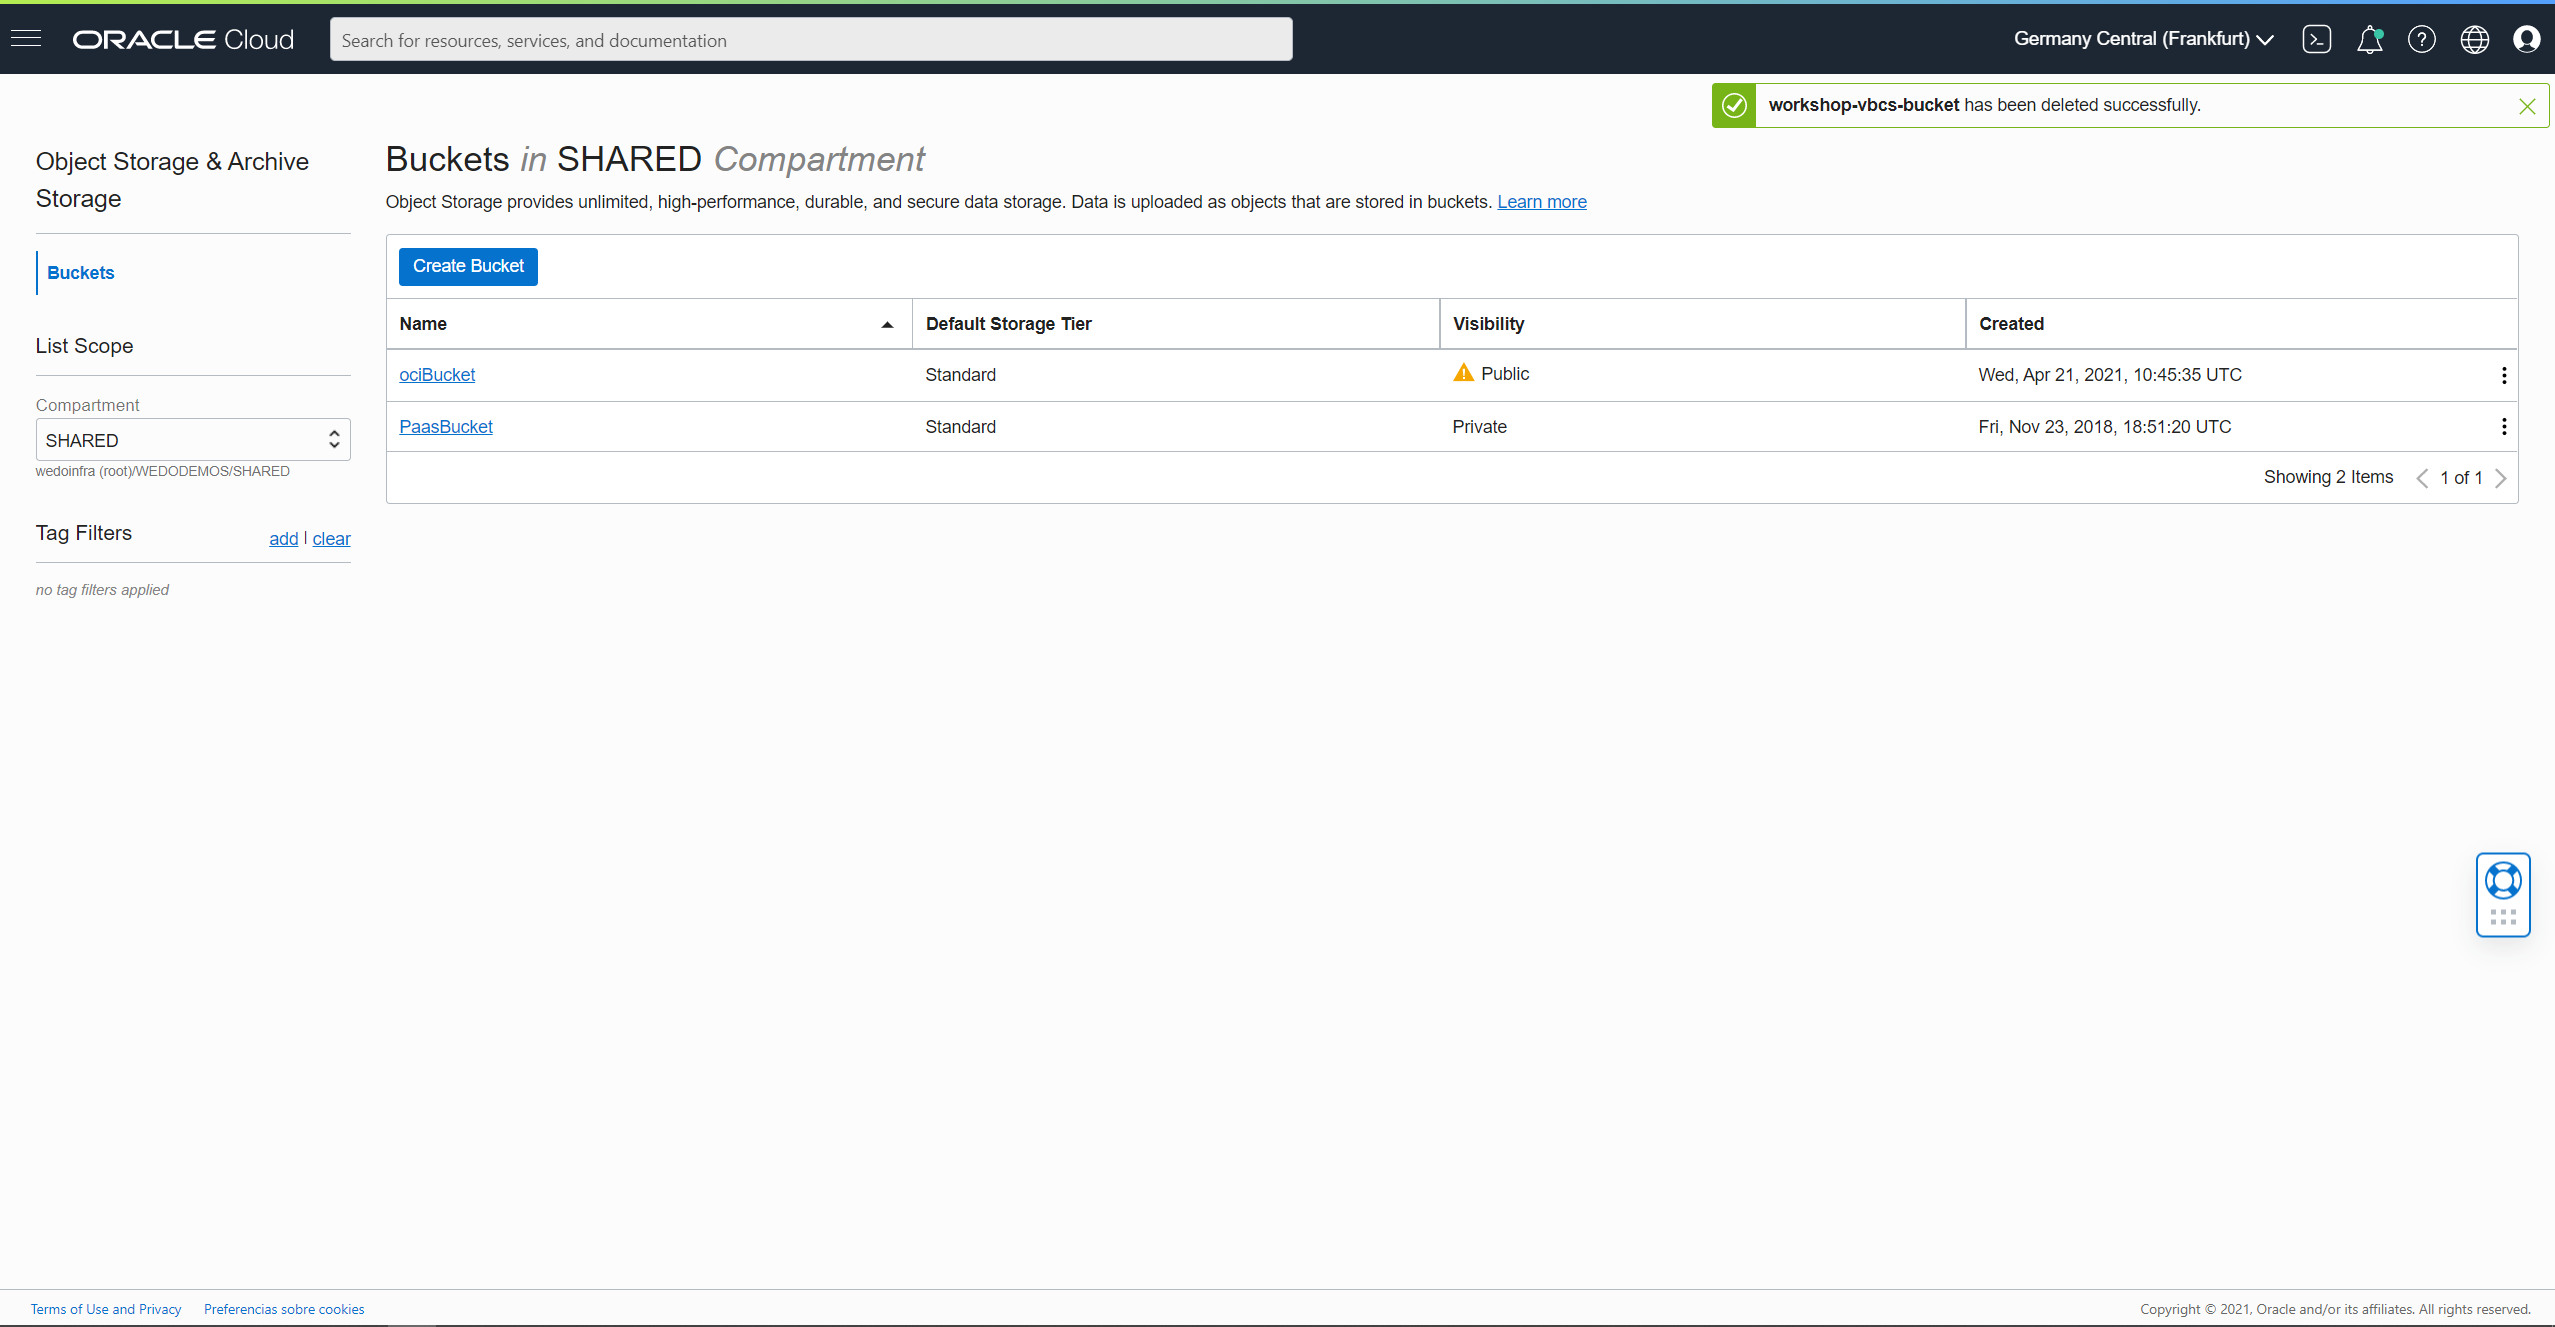 ORACLE Cloud
Search for resources, services, and documentation
Germany Central (Frankfurt)
workshop-vbcs-bucket has been deleted successfully.
Object Storage & Archive
Storage
Buckets
List Scope
Compartment
SHARED
wedoinfra (root)/WEDODEMOS/SHARED
Tag Filters
add | clear
no tag filters applied
Buckets in SHARED Compartment
Object Storage provides unlimited, high-performance, durable, and secure data storage. Data is uploaded as objects that are stored in buckets. Learn more
Create Bucket
Name Default Storage Tier Visibility Created
ociBucket Standard Public Wed, Apr 21, 2021, 10:45:35 UTC
PaasBucket Standard Private Fri, Nov 23, 2018, 18:51:20 UTC
Showing 2 Items 1 of 1
Terms of Use and Privacy Preferencias sobre cookies
Copyright © 2021, Oracle and/or its affiliates. All rights reserved.